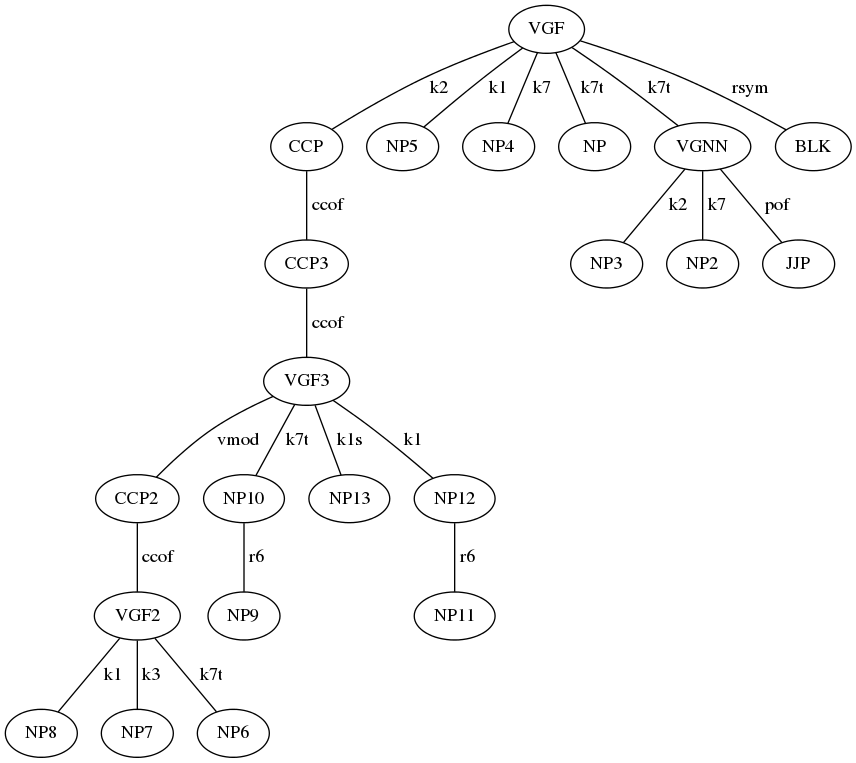 VGF
k2 k1 k7 k7t k7t rsym
CCP NP5 NP4 NP VGNN BLK
ccof k2 k7 pof
CCP3 NP3 NP2 JJP
ccof
VGF3
vmod k7t k1s k1
CCP2 NP10 NP13 NP12
ccof r6 r6
VGF2 NP9 NP11
k1 k3 k7t
NP8 NP7 NP6